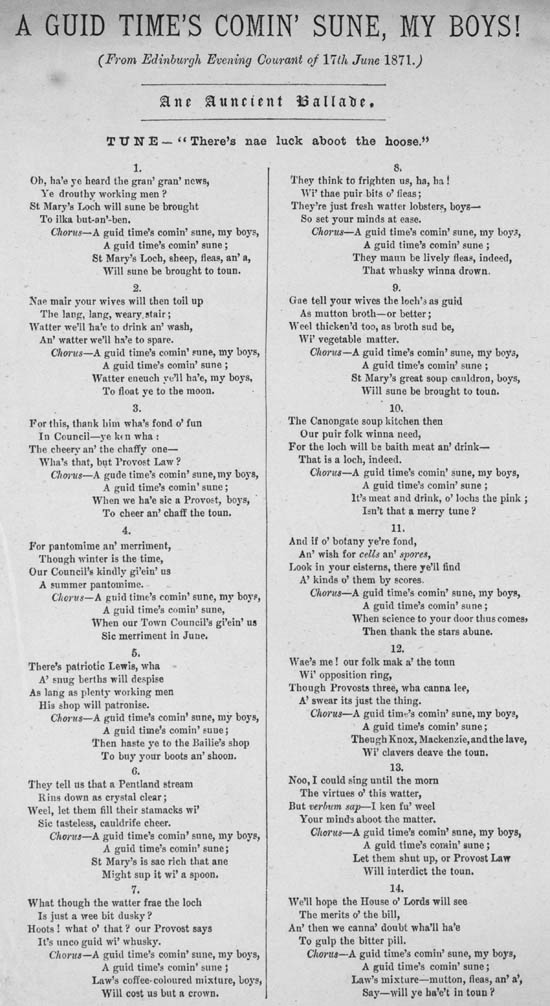 A GUID TIME'S COMIN' SUNE, MY BOYS!
(From Edinburgh Evening Courant of 17th June 1871.)
Ane Auncient Ballade.
TUNE—"There's nae luck aboot the hoose."
1.
Oh, ha'e ye heard the gran' gran' news,
Ye drouthy working men?
St Mary's Loch will sune be brought
To ilka but-an'-ben.
Chorus—A guid time's comin' sune, my boys,
A guid time's comin' sune;
St Mary's Loch, sheep, fleas, an' a,
Will sune be brought to toun.
2.
Nae mair your wives will then toil up
The lang, lang, weary stair;
Watter we'll ha'e to drink an' wash,
An' watter we'll ha'e to spare.
Chorus—A guid time's comin' sune, my boys,
A guid time's comin' sune;
Watter eneuch ye'll ha'e, my boys,
To float ye to the moon.
3.
For this, thank him wha's fond o' fun
In Council—ye ken wha:
The cheery an' the chaffy one—
Wha's that, but Provost Law?
Chorus—A gude time's comin' sune, my boys,
A guid time's comin' sune;
When we ha'e sic a Provost, boys,
To cheer an' chaff the toun.
4.
For pantomime an' merriment,
Though winter is the time,
Our Council's kindly gi'ein' us
A summer pantomime.
Chorus—A guid time's comin' sune, my boys,
A guid time's comin' sune,
When our Town Council's gi'ein' us
Sic merriment in June.
5.
There's patriotic Lewis, wha
A' snug berths will despise
As lang as plenty working men
His shop will patronise.
Chorus—A guid time's comin' sune, my boys,
A guid time's comin' sune;
Then haste ye to the Bailie's shop
To buy your boots an' shoon.
6.
They tell us that a Pentland stream
Rins down as crystal clear;
Weel, let them fill their stamacks wi'
Sic tasteless, cauldrife cheer.
Chorus—A guid time's comin' sune, my boys,
A guid time's comin' sune;
St Mary's is sae rich that ane
Might sup it wi' a spoon.
7.
What though the watter frae the loch
Is just a wee bit dusky?
Hoots! what o' that? our Provost says
It's unco guid wi' whusky.
Chorus—A guid time's comin' sune, my boys,
A guid time's comin' sune;
Law's coffee-coloured mixture, boys,
Will cost us but a crown.
8.
They think to frighten us, ha, ha!
Wi' thae puir bits o' fleas;
They're just fresh watter lobsters, boys—
So set your minds at ease.
Chorus—A guid time's comin' sune, my boys,
A guid time's comin' sune;
They maun be lively fleas, indeed,
That whusky winna drown.
9.
Gae tell your wives the loch's as guid
As mutton broth—or better;
Weel thicken'd too, as broth sud be,
Wi' vegetable matter.
Chorus—A guid time's comin' sune, my boys,
A guid time's comin' sune;
St Mary's great soup cauldron, boys,
Will sune be brought to toun.
10.
The Canongate soup kitchen then
Our puir folk winna need,
For the loch will be baith meat an' drink—
That is a loch, indeed.
Chorus—A guid time's comin' sune, my boys,
A guid time's comin' sune;
It's meat and drink, o' lochs the pink;
Isn't that a merry tune?
11.
And if o' botany ye're fond,
An' wish for cells an' spores,
Look in your cisterns, there ye'll find
A' kinds o' them by scores.
Chorus—A guid time's comin' sune, my boys,
A guid time's comin' sune;
When science to your door thus comes,
Then thank the stars abune.
12.
Wae's me! our folk mak a' the toun
Wi' opposition ring,
Though Provosts three, wha canna lee,
A' swear its just the thing.
Chorus—A guid time's comin' sune, my boys,
A guid time's comin' sune;
Though Knox, Mackenzie, and the lave,
Wi' clavers deave the toun.
13.
Noo, I could sing until the morn
The virtues o' this watter,
But verbum sap—I ken fu' weel
Your minds aboot the matter.
Chorus—A guid time's comin' sune, my boys,
A guid time's comin' sune;
Let them shut up, or Provost Law
Will interdict the toun.
14.
We'll hope the House o' Lords will see
The merits o' the bill,
An' then we canna' doubt wha'll ha'e
To gulp the bitter pill.
Chorus—A guid time's comin' sune, my boys,
A guid time's comin' sune;
Law's mixture—mutton, fleas, an' a',
Say—will ye ha'e't in toun?